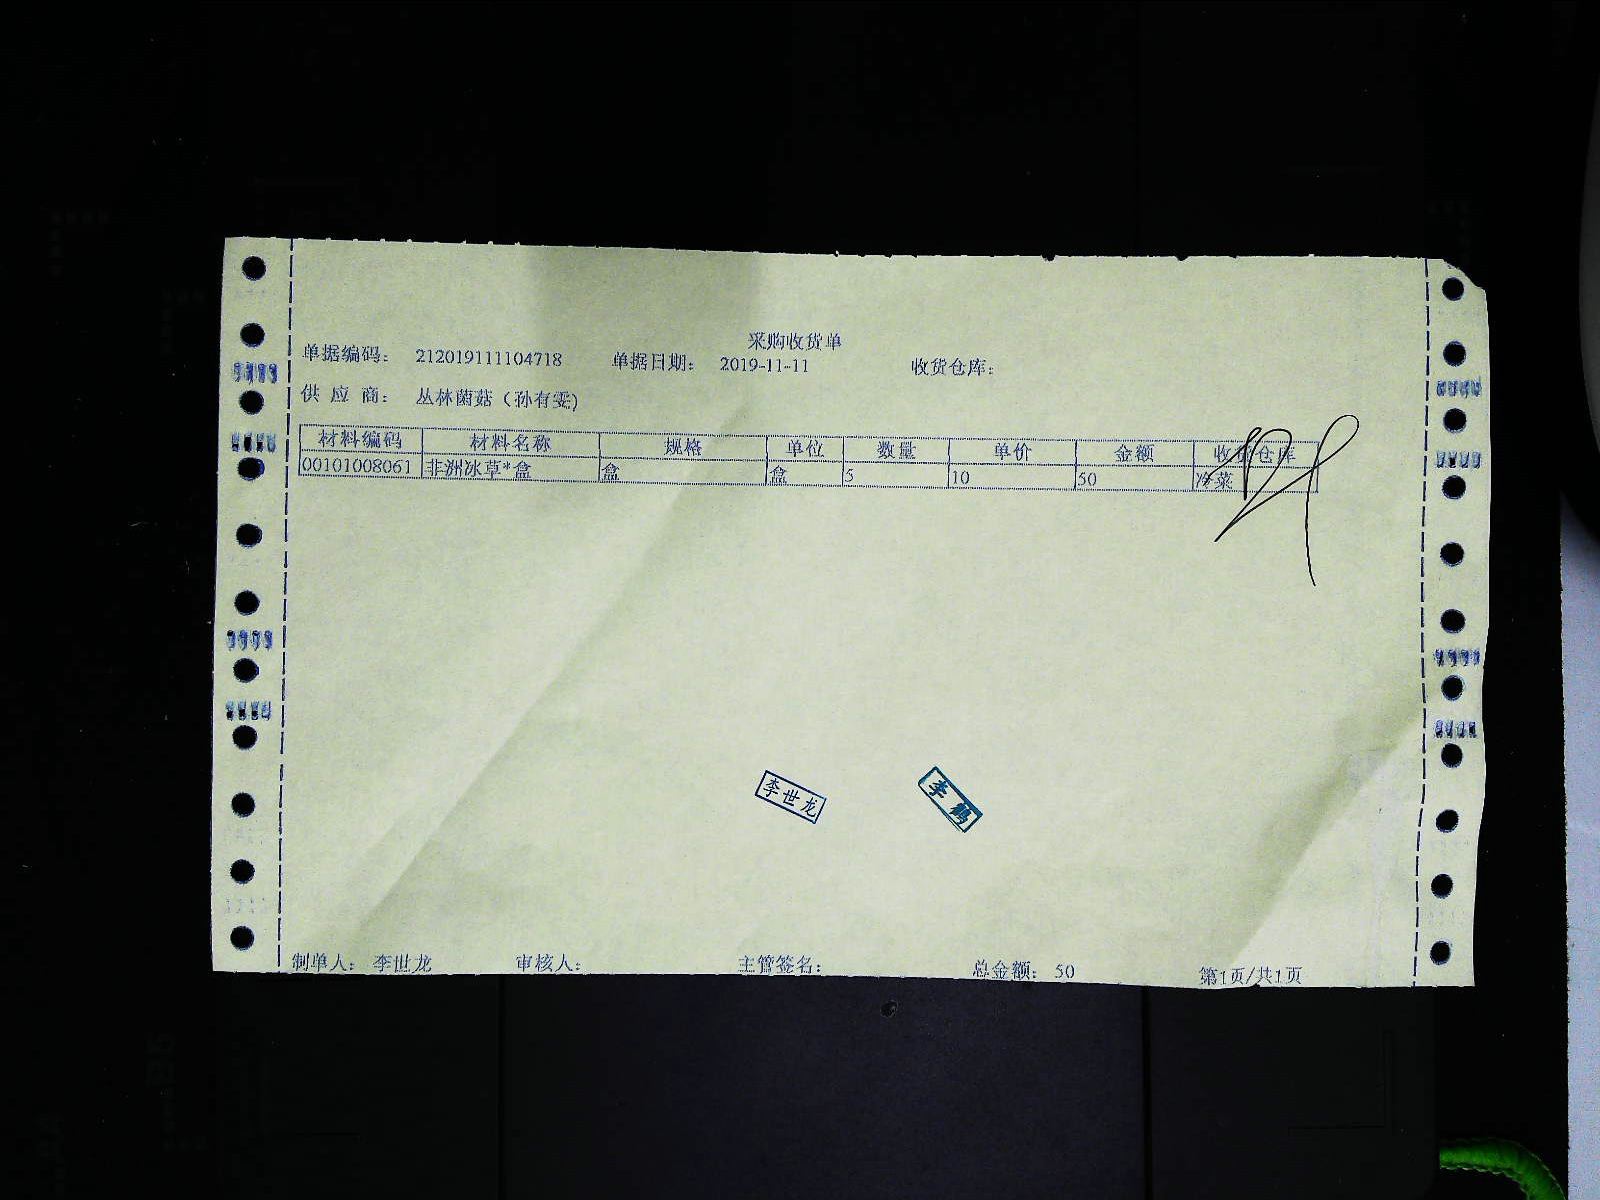 采购收货单
单据编码: 212019111104718 单据日期: 2019-11-11 收货仓库:
供应商: 丛林菌菇(孙有雯)
材料编码 材料名称 规格 单位 数量 单价 金额 收货仓库
00101008061 非洲冰草*盒 盒 盒 5 10 50 冷菜
李世龙 李鹤
制单人: 李世龙 审核人: 主管签名: 总金额: 50 第1页/共1页